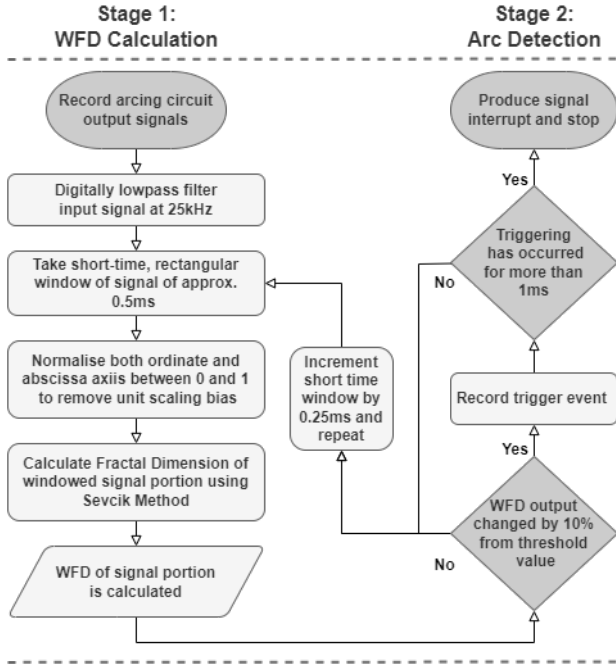 Stage 1:
WFD Calculation
Record arcing circuit
output signals
Digitally lowpass filter
input signal at 25kHz
Take short-time, rectangular
window of signal of approx.
0.5ms
Normalise both ordinate and
abscissa axiis between 0 and 1
to remove unit scaling bias
Calculate Fractal Dimension of
windowed signal portion using
Sevcik Method
WFD of signal portion
is calculated
Increment
short time
window by
0.25ms and
repeat
Stage 2:
Arc Detection
Produce signal
interrupt and stop
Yes
Triggering
has occurred
for more than
1ms
No
Record trigger event
Yes
WFD output
changed by 10%
from threshold
value
No